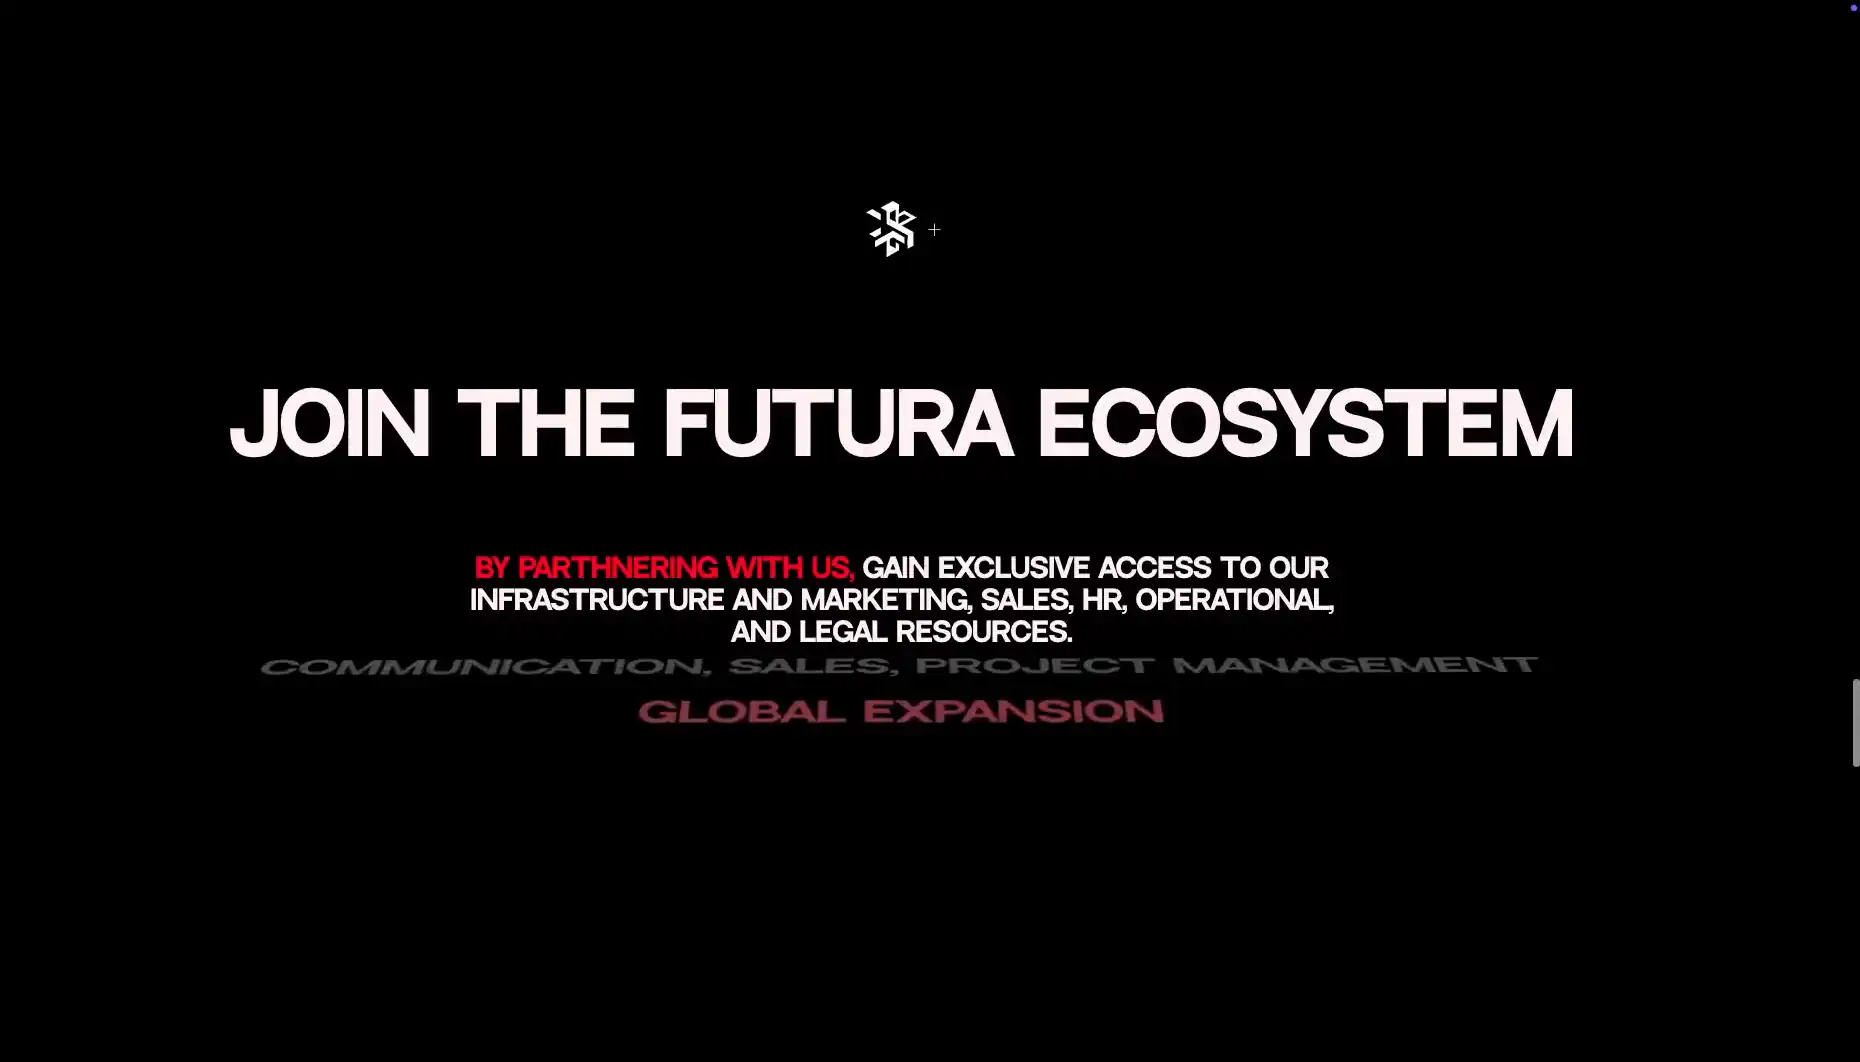 JOIN THE FUTURA ECOSYSTEM
BY PARTHNERING WITH US, GAIN EXCLUSIVE ACCESS TO OUR
INFRASTRUCTURE AND MARKETING, SALES, HR, OPERATIONAL,
AND LEGAL RESOURCES.
COMMUNICATION, SALES, PROJECT MANAGEMENT
GLOBAL EXPANSION